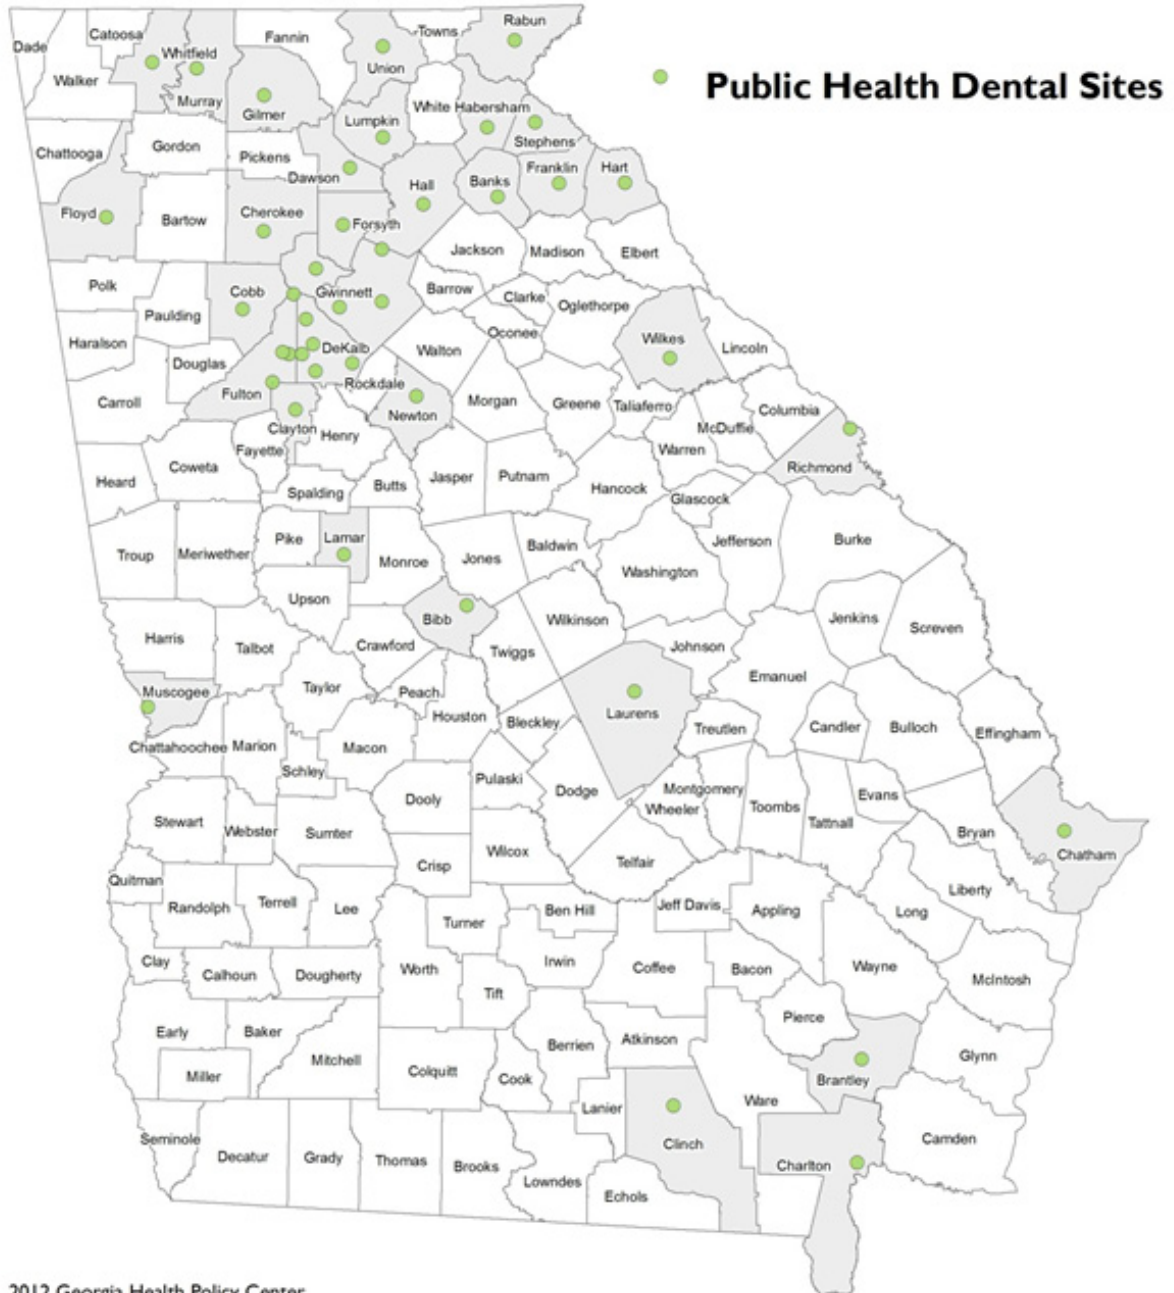 Public Health Dental Sites
Dade
Catoosa
Whitfield
Fannin
Towns
Rabun
Walker
Murray
Gilmer
Union
White
Habersham
Lumpkin
Stephens
Chattooga
Gordon
Pickens
Dawson
Hall
Banks
Franklin
Hart
Floyd
Bartow
Cherokee
Forsyth
Jackson
Madison
Elbert
Polk
Paulding
Cobb
Gwinnett
Barrow
Clarke
Oglethorpe
Oconee
Haralson
Douglas
DeKalb
Walton
Wilkes
Lincoln
Carroll
Fulton
Rockdale
Newton
Morgan
Greene
Taliaferro
McDuffie
Columbia
Clayton
Henry
Fayette
Warren
Richmond
Heard
Coweta
Spalding
Butts
Jasper
Putnam
Hancock
Glascock
Troup
Meriwether
Pike
Lamar
Monroe
Jones
Baldwin
Washington
Jefferson
Burke
Upson
Bibb
Wilkinson
Jenkins
Screven
Harris
Talbot
Crawford
Twiggs
Johnson
Emanuel
Muscogee
Taylor
Peach
Houston
Bleckley
Laurens
Treutlen
Candler
Bulloch
Effingham
Chattahoochee
Marion
Macon
Schley
Pulaski
Dodge
Montgomery
Wheeler
Toombs
Evans
Tattnall
Stewart
Webster
Sumter
Dooly
Wilcox
Telfair
Bryan
Chatham
Crisp
Quitman
Randolph
Terrell
Lee
Turner
Ben Hill
Jeff Davis
Appling
Long
Liberty
Clay
Calhoun
Dougherty
Worth
Tift
Irwin
Coffee
Bacon
Wayne
McIntosh
Early
Baker
Mitchell
Miller
Colquitt
Cook
Berrien
Atkinson
Pierce
Brantley
Glynn
Seminole
Decatur
Grady
Thomas
Brooks
Lanier
Lowndes
Echols
Clinch
Ware
Charlton
Camden
2012 Georgia Health Policy Center